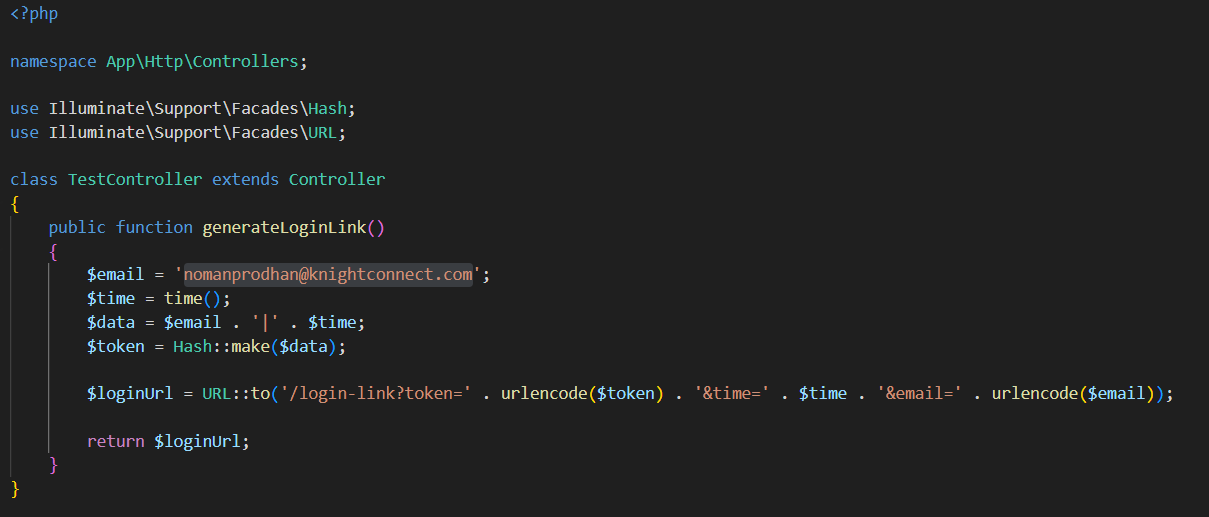 <?php
namespace App\Http\Controllers;
use Illuminate\Support\Facades\Hash;
use Illuminate\Support\Facades\URL;
class TestController extends Controller
{
public function generateLoginLink()
{
$email = 'nomanprodhan@knightconnect.com';
$time = time();
$data = $email . '|' . $time;
$token = Hash::make($data);
$loginUrl = URL::to('/login-link?token=' . urlencode($token) . '&time=' . $time . '&email=' . urlencode($email));
return $loginUrl;
}
}